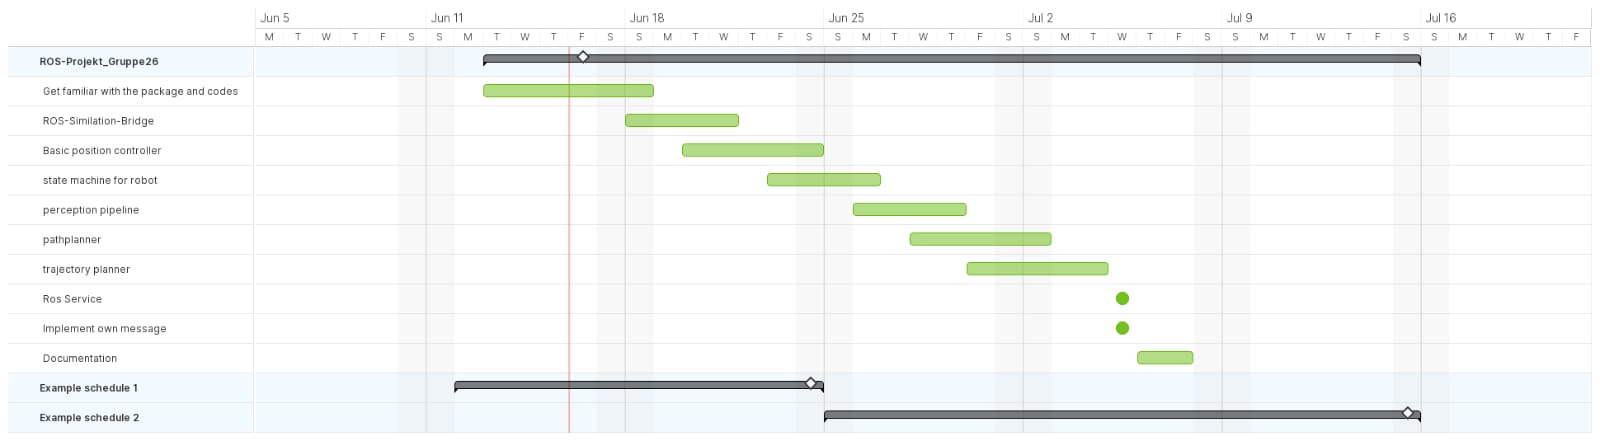 Jun 5 Jun 11 Jun 18 Jun 25 Jul 2 Jul 9 Jul 16
M T W T F S S M T W T F S S M T W T F S S M T W T F S S M T W T F S S M T W T F S S M T W T F
ROS-Projekt_Gruppe26
Get familiar with the package and codes
ROS-Similation-Bridge
Basic position controller
state machine for robot
perception pipeline
pathplanner
trajectory planner
Ros Service
Implement own message
Documentation
Example schedule 1
Example schedule 2